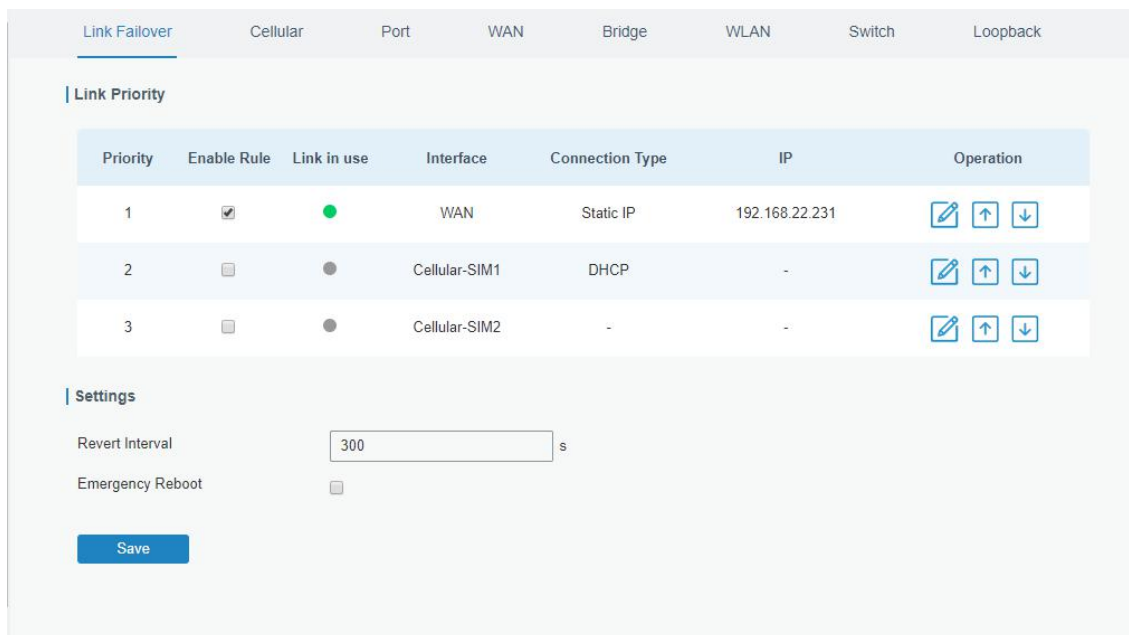 Link Failover Cellular Port WAN Bridge WLAN Switch Loopback
Link Priority
Priority Enable Rule Link in use Interface Connection Type IP Operation
1 WAN Static IP 192.168.22.231
2 Cellular-SIM1 DHCP -
3 Cellular-SIM2 - -
Settings
Revert Interval 300 s
Emergency Reboot
Save